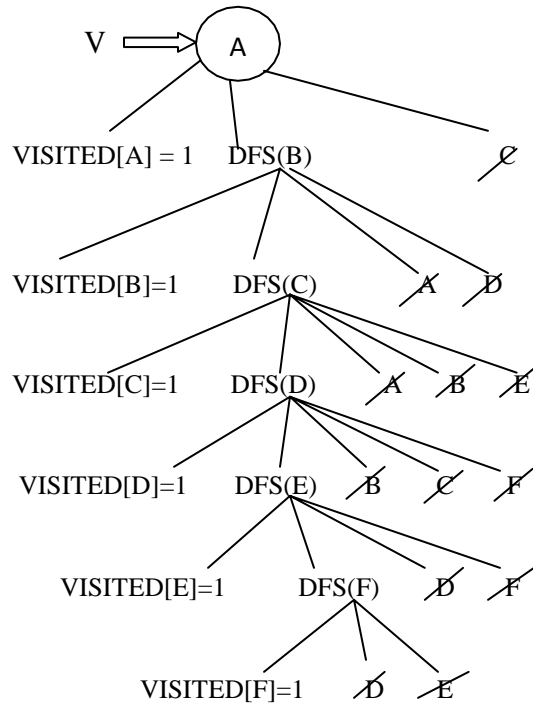 V A
VISITED[A] = 1 DFS(B) C
VISITED[B]=1 DFS(C) A D
VISITED[C]=1 DFS(D) A B E
VISITED[D]=1 DFS(E) B C F
VISITED[E]=1 DFS(F) D F
VISITED[F]=1 D E